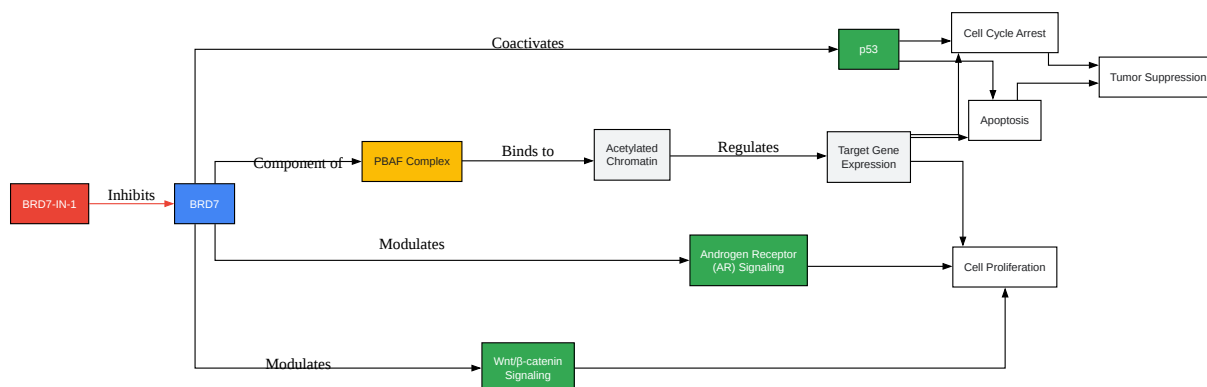 Cell Cycle Arrest
Coactivates
p53
Tumor Suppression
Apoptosis
Component of
PBAF Complex
Binds to
Acetylated
Chromatin
Regulates
Target Gene
Expression
BRD7-IN-1
Inhibits
BRD7
Modulates
Androgen Receptor
(AR) Signaling
Cell Proliferation
Modulates
Wnt/β-catenin
Signaling